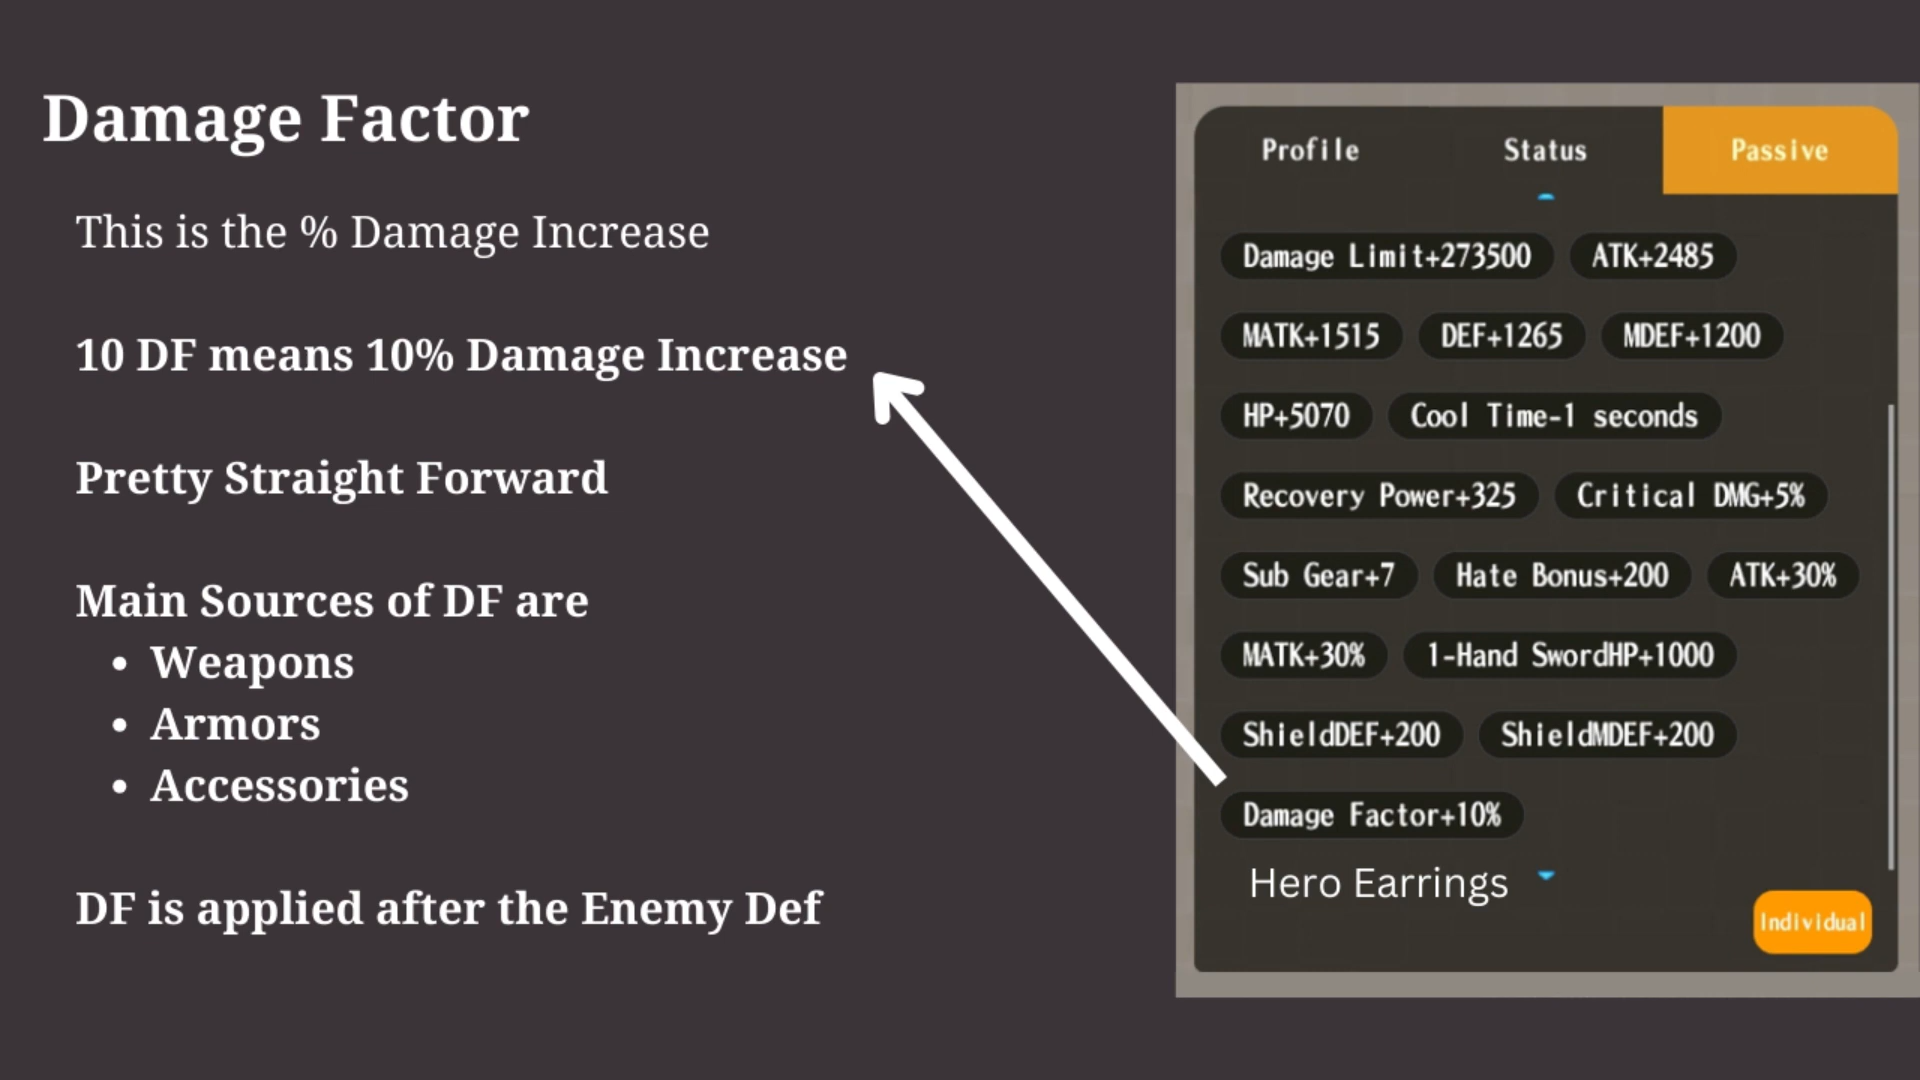 Damage Factor
This is the % Damage Increase
10 DF means 10% Damage Increase
Pretty Straight Forward
Main Sources of DF are
• Weapons
• Armors
• Accessories
DF is applied after the Enemy Def
Profile Status Passive
Damage Limit+273500 ATK+2485
MATK+1515 DEF+1265 MDEF+1200
HP+5070 Cool Time-1 seconds
Recovery Power+325 Critical DMG+5%
Sub Gear+7 Hate Bonus+200 ATK+30%
MATK+30% 1-Hand SwordHP+1000
ShieldDEF+200 ShieldMDEF+200
Damage Factor+10%
Hero Earrings
Individual